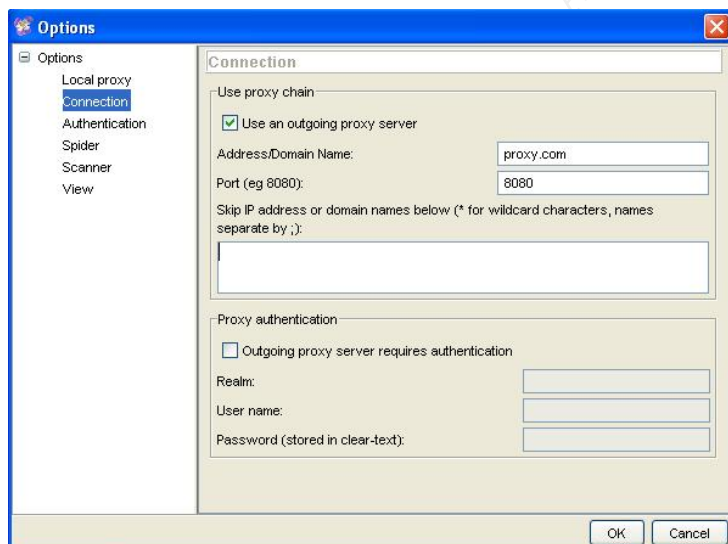 Options
Options
Local proxy
Connection
Authentication
Spider
Scanner
View
Connection
Use proxy chain
Use an outgoing proxy server
Address/Domain Name:
proxy.com
Port (eg 8080):
8080
Skip IP address or domain names below (* for wildcard characters, names
separate by ;):
Proxy authentication
Outgoing proxy server requires authentication
Realm:
User name:
Password (stored in clear-text):
OK
Cancel